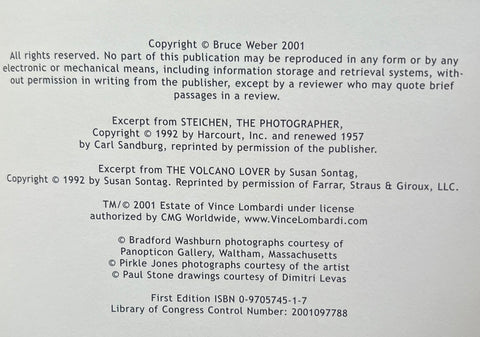 Copyright © Bruce Weber 2001
All rights reserved. No part of this publication may be reproduced in any form or by any
electronic or mechanical means, including information storage and retrieval systems, with-
out permission in writing from the publisher, except by a reviewer who may quote brief
passages in a review.
Excerpt from STEICHEN, THE PHOTOGRAPHER,
Copyright © 1992 by Harcourt, Inc. and renewed 1957
by Carl Sandburg, reprinted by permission of the publisher.
Excerpt from THE VOLCANO LOVER by Susan Sontag,
Copyright © 1992 by Susan Sontag. Reprinted by permission of Farrar, Straus & Giroux, LLC.
TM/© 2001 Estate of Vince Lombardi under license
authorized by CMG Worldwide, www.VinceLombardi.com
© Bradford Washburn photographs courtesy of
Panopticon Gallery, Waltham, Massachusetts
© Pirkle Jones photographs courtesy of the artist
© Paul Stone drawings courtesy of Dimitri Levas
First Edition ISBN 0-9705745-1-7
Library of Congress Control Number: 2001097788